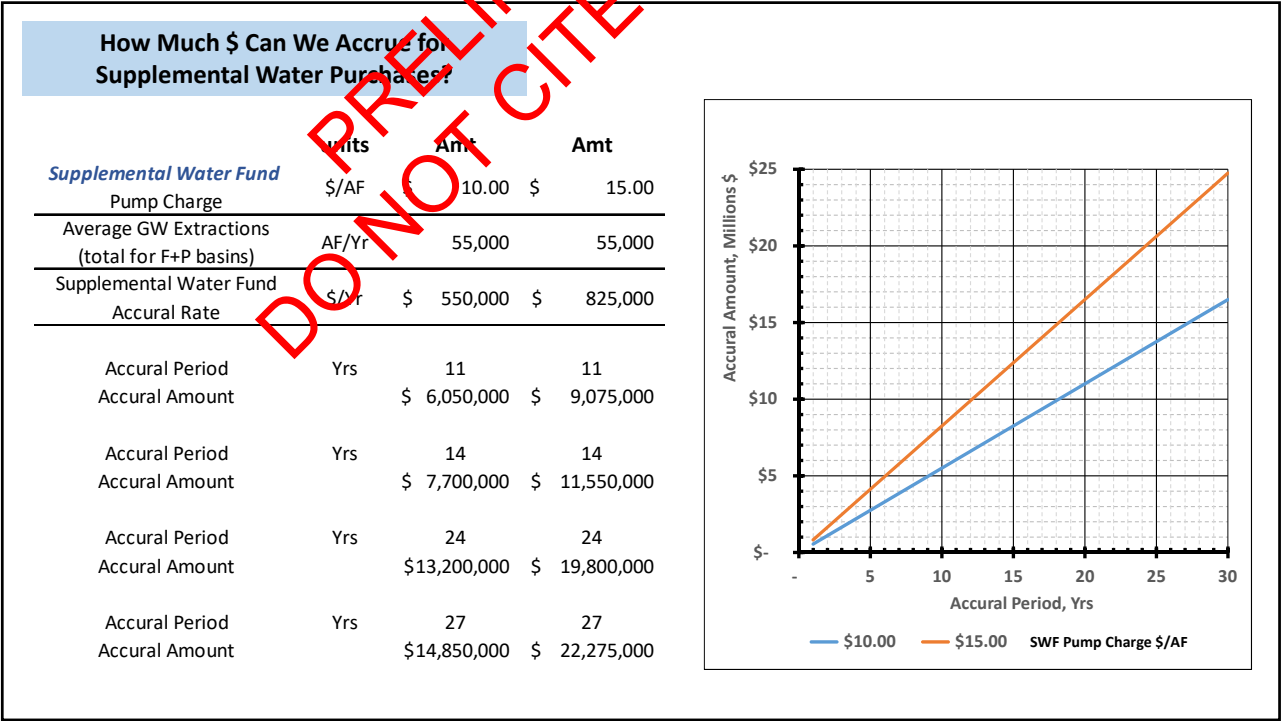 How Much $ Can We Accrue for
Supplemental Water Purchases?
PRELI
DO NOT CITE
units Amt Amt
Supplemental Water Fund
Pump Charge $/AF $ 10.00 $ 15.00
Average GW Extractions
(total for F+P basins) AF/Yr 55,000 55,000
Supplemental Water Fund
Accural Rate $/Yr $ 550,000 $ 825,000
Accural Period Yrs 11 11
Accural Amount $ 6,050,000 $ 9,075,000
Accural Period Yrs 14 14
Accural Amount $ 7,700,000 $ 11,550,000
Accural Period Yrs 24 24
Accural Amount $13,200,000 $ 19,800,000
Accural Period Yrs 27 27
Accural Amount $14,850,000 $ 22,275,000
Accural Amount, Millions $
$25
$20
$15
$10
$5
$-
- 5 10 15 20 25 30
Accural Period, Yrs
$10.00 $15.00 SWF Pump Charge $/AF